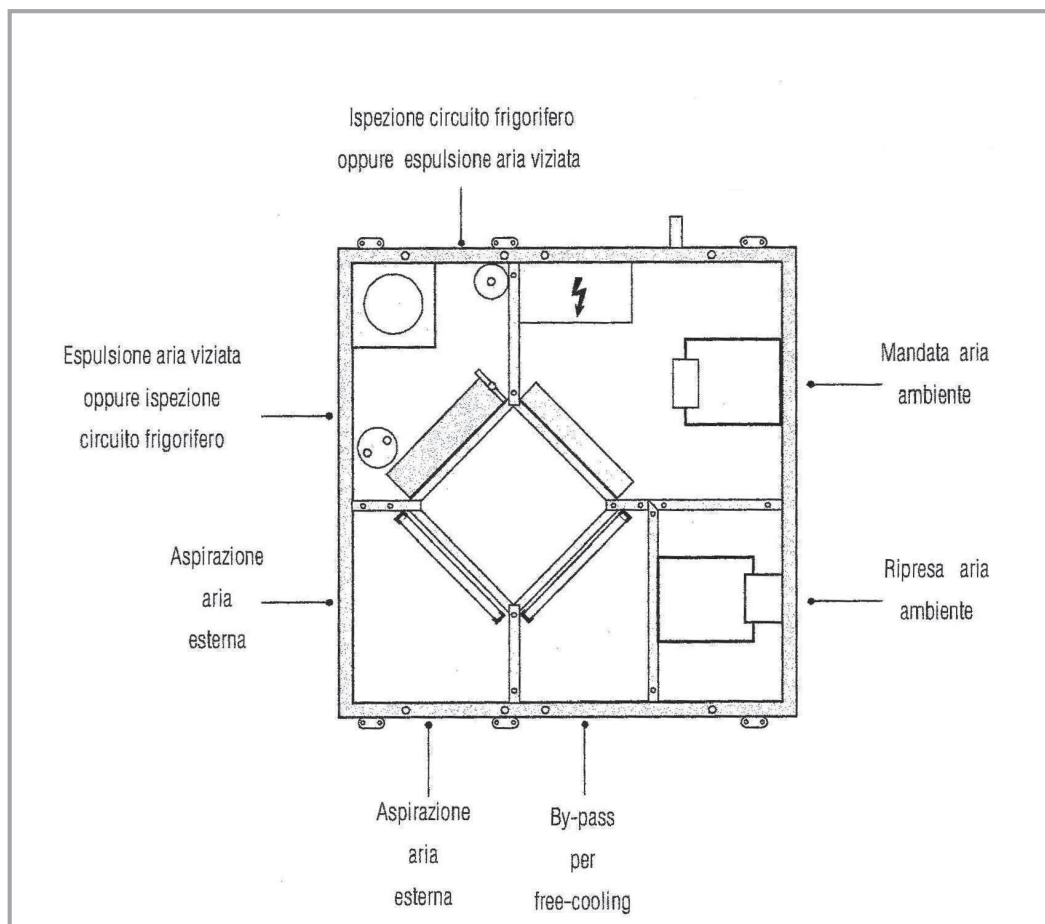 Ispezione circuito frigorifero
oppure espulsione aria viziata
Espulsione aria viziata
oppure ispezione
circuito frigorifero
Mandata aria
ambiente
Aspirazione
aria
esterna
Ripresa aria
ambiente
Aspirazione
aria
esterna
By-pass
per
free-cooling